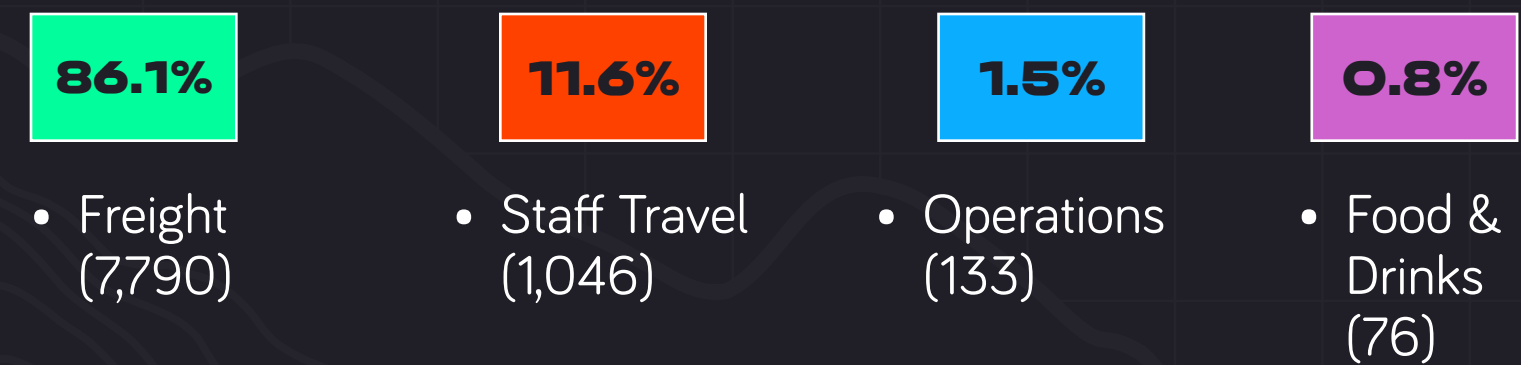 86.1%
11.6%
1.5%
0.8%
• Freight
(7,790)
• Staff Travel
(1,046)
• Operations
(133)
• Food &
Drinks
(76)